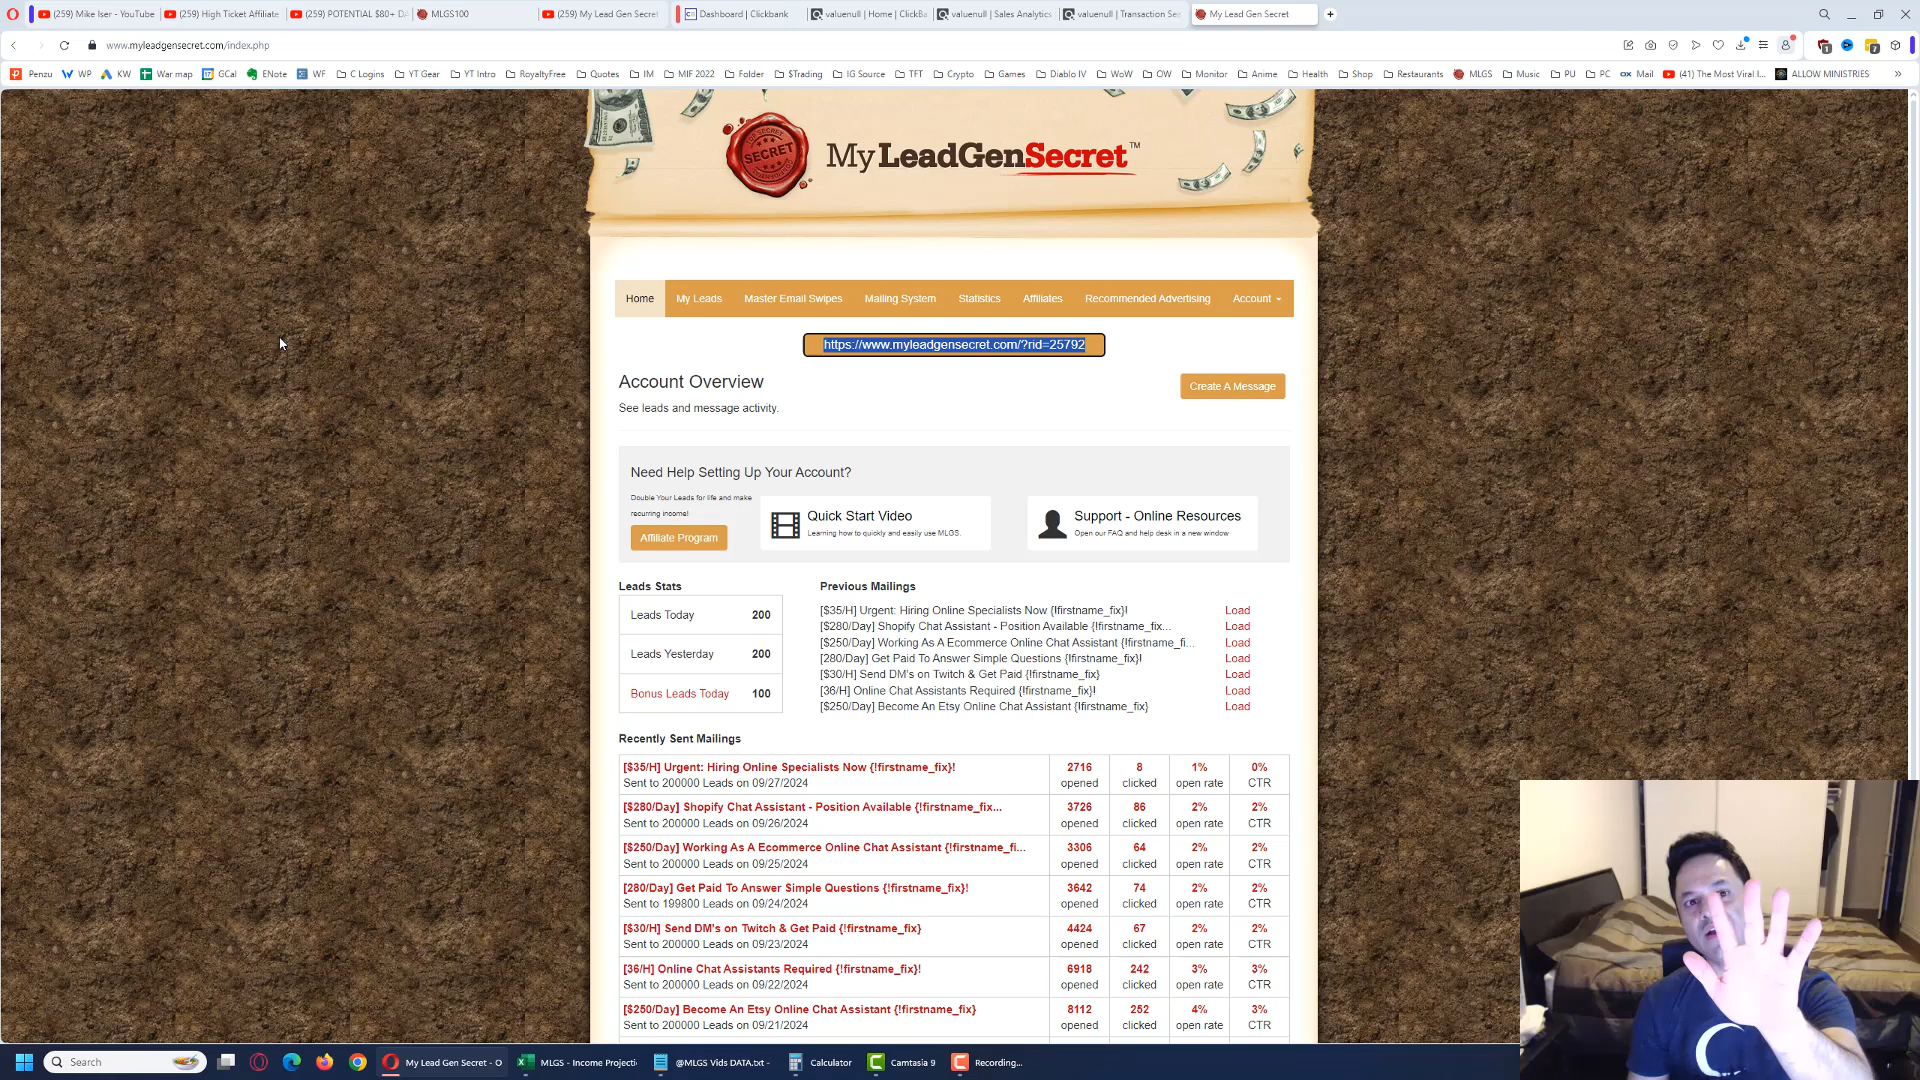 (259) Mike Iser - YouTube
(259) High Ticket Affiliate
(259) POTENTIAL $80+ DA
MLGS100
(259) My Lead Gen Secret
Dashboard | Clickbank
valuenull | Home | ClickBa
valuenull | Sales Analytics
valuenull | Transaction Se
My Lead Gen Secret
www.myleadgensecret.com/index.php
Penzu WP KW War map GCal ENote WF C Logins YT Gear YT Intro RoyaltyFree Quotes IM MIF 2022 Folder $Trading IG Source TFT Crypto Games Diablo IV WoW OW Monitor Anime Health Shop Restaurants MLGS Music PU PC Mail (41) The Most Viral I... ALLOW MINISTRIES
SECRET
My LeadGenSecret™
Home My Leads Master Email Swipes Mailing System Statistics Affiliates Recommended Advertising Account
https://www.myleadgensecret.com/?rid=25792
Account Overview
Create A Message
See leads and message activity.
Need Help Setting Up Your Account?
Double Your Leads for life and make
recurring income!
Affiliate Program
Quick Start Video
Learning how to quickly and easily use MLGS.
Support - Online Resources
Open our FAQ and help desk in a new window
Leads Stats
Leads Today 200
Leads Yesterday 200
Bonus Leads Today 100
Previous Mailings
[$35/H] Urgent: Hiring Online Specialists Now {!firstname_fix}! Load
[$280/Day] Shopify Chat Assistant - Position Available {!firstname_fix... Load
[$250/Day] Working As A Ecommerce Online Chat Assistant {!firstname_fi... Load
[280/Day] Get Paid To Answer Simple Questions {!firstname_fix}! Load
[$30/H] Send DM's on Twitch & Get Paid {!firstname_fix} Load
[36/H] Online Chat Assistants Required {!firstname_fix}! Load
[$250/Day] Become An Etsy Online Chat Assistant {!firstname_fix} Load
Recently Sent Mailings
[$35/H] Urgent: Hiring Online Specialists Now {!firstname_fix}! 2716 8 1% 0%
Sent to 200000 Leads on 09/27/2024 opened clicked open rate CTR
[$280/Day] Shopify Chat Assistant - Position Available {!firstname_fix... 3726 86 2% 2%
Sent to 200000 Leads on 09/26/2024 opened clicked open rate CTR
[$250/Day] Working As A Ecommerce Online Chat Assistant {!firstname_fi... 3306 64 2% 2%
Sent to 200000 Leads on 09/25/2024 opened clicked open rate CTR
[280/Day] Get Paid To Answer Simple Questions {!firstname_fix}! 3642 74 2% 2%
Sent to 199800 Leads on 09/24/2024 opened clicked open rate CTR
[$30/H] Send DM's on Twitch & Get Paid {!firstname_fix} 4424 67 2% 2%
Sent to 200000 Leads on 09/23/2024 opened clicked open rate CTR
[36/H] Online Chat Assistants Required {!firstname_fix}! 6918 242 3% 3%
Sent to 200000 Leads on 09/22/2024 opened clicked open rate CTR
[$250/Day] Become An Etsy Online Chat Assistant {!firstname_fix} 8112 252 4% 3%
Sent to 200000 Leads on 09/21/2024 opened clicked open rate CTR
Search
My Lead Gen Secret - O
MLGS - Income Projecti
@MLGS Vids DATA.txt -
Calculator
Camtasia 9
Recording...